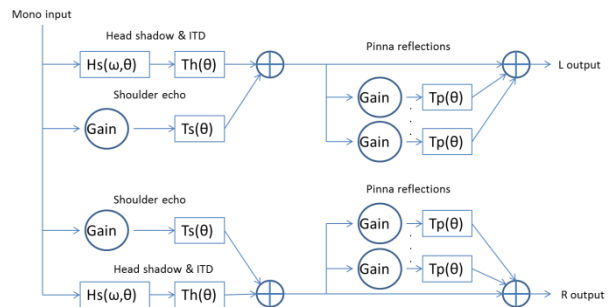 Mono input
Head shadow & ITD
Pinna reflections
Hs(ω,θ) Th(θ) L output
Shoulder echo
Gain Tp(θ)
Gain Ts(θ)
Gain Tp(θ)
Shoulder echo
Pinna reflections
Gain Ts(θ)
Gain Tp(θ)
Head shadow & ITD
Gain Tp(θ)
Hs(ω,θ) Th(θ) R output